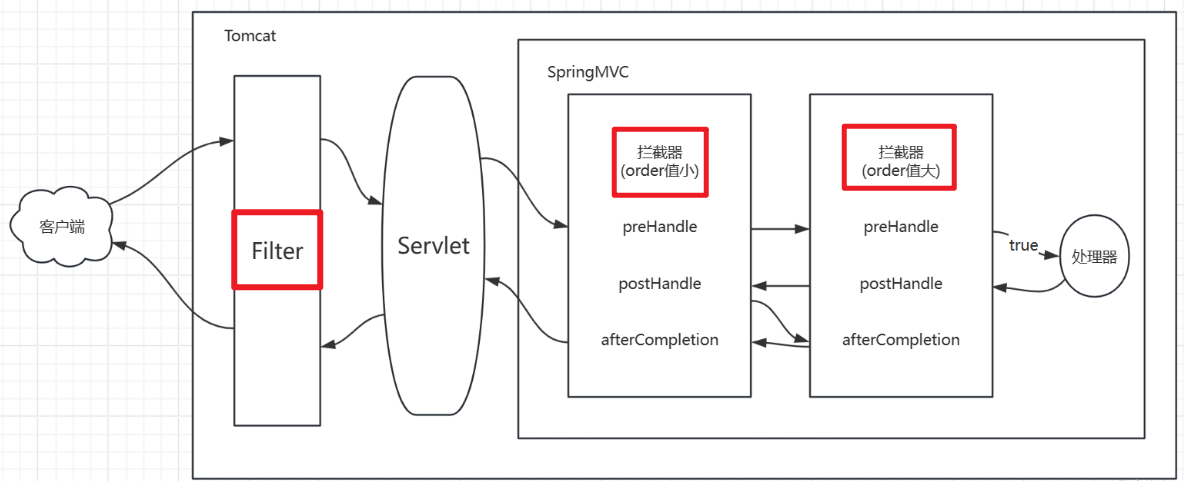 Tomcat
SpringMVC
客户端
Filter
Servlet
拦截器
(order值小)
preHandle
postHandle
afterCompletion
拦截器
(order值大)
preHandle
postHandle
afterCompletion
true
处理器